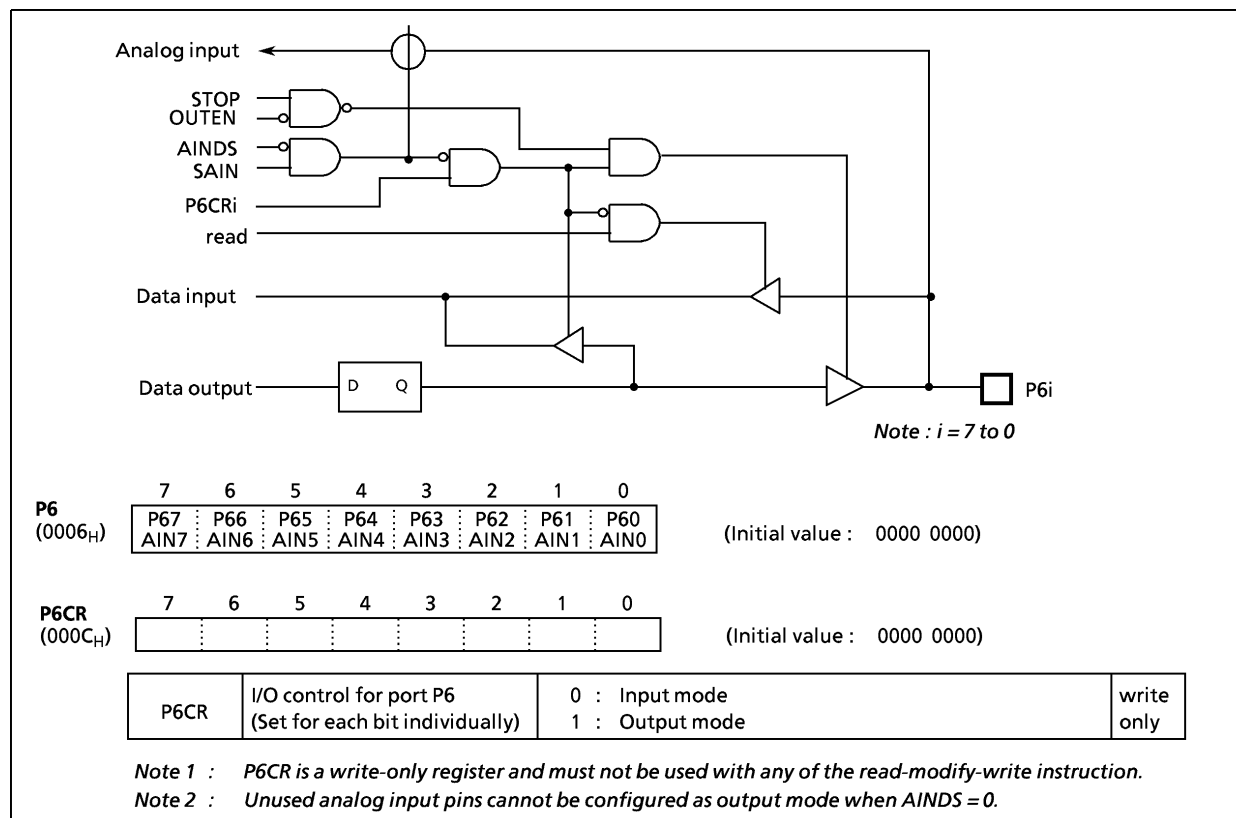 Analog input
STOP
OUTEN
AINDS
SAIN
P6CRi
read
Data input
Data output
D Q
P6i
Note : i = 7 to 0
7 6 5 4 3 2 1 0
P6
(0006H)
P67 P66 P65 P64 P63 P62 P61 P60
AIN7 AIN6 AIN5 AIN4 AIN3 AIN2 AIN1 AIN0
(Initial value : 0000 0000)
7 6 5 4 3 2 1 0
P6CR
(000CH)
(Initial value : 0000 0000)
P6CR
I/O control for port P6
(Set for each bit individually)
0 : Input mode
1 : Output mode
write
only
Note 1 : P6CR is a write-only register and must not be used with any of the read-modify-write instruction.
Note 2 : Unused analog input pins cannot be configured as output mode when AINDS = 0.